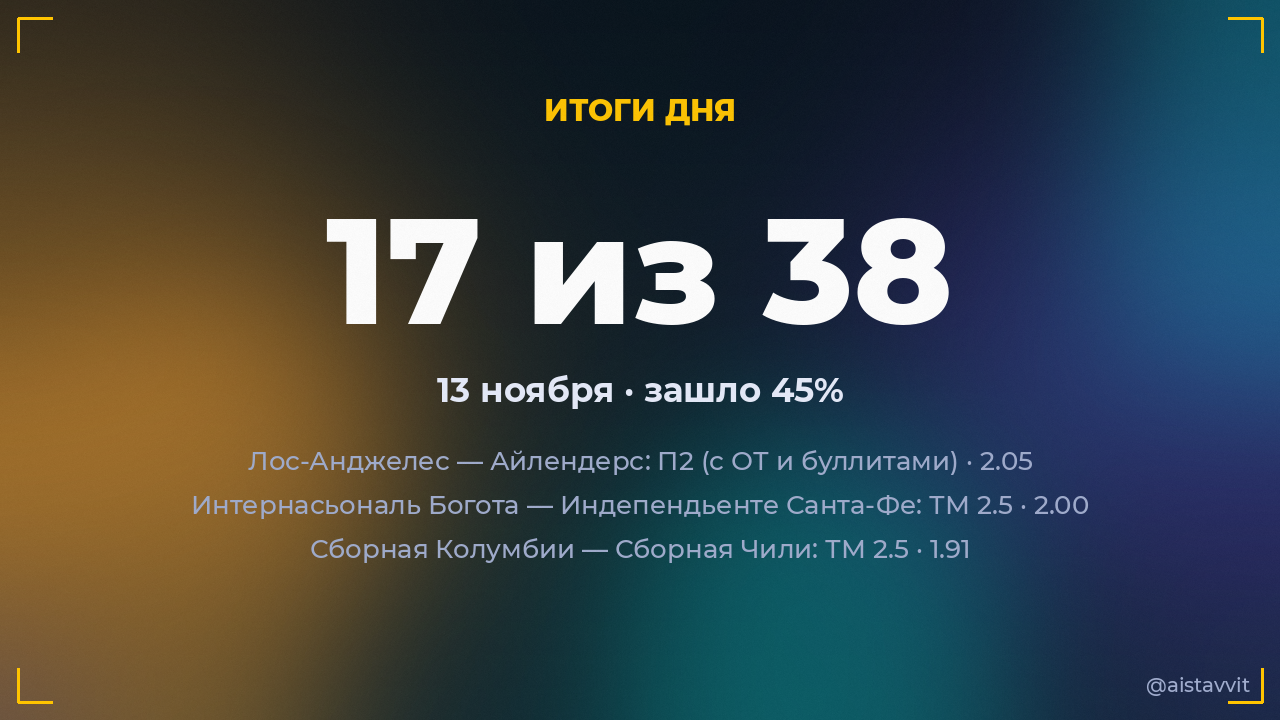 ИТОГИ ДНЯ
17 из 38
13 ноября · зашло 45%
Лос-Анджелес — Айлендерс: П2 (с ОТ и буллитами) · 2.05
Интернасьональ Богота — Индепендьенте Санта-Фе: ТМ 2.5 · 2.00
Сборная Колумбии — Сборная Чили: ТМ 2.5 · 1.91
@aistavvit